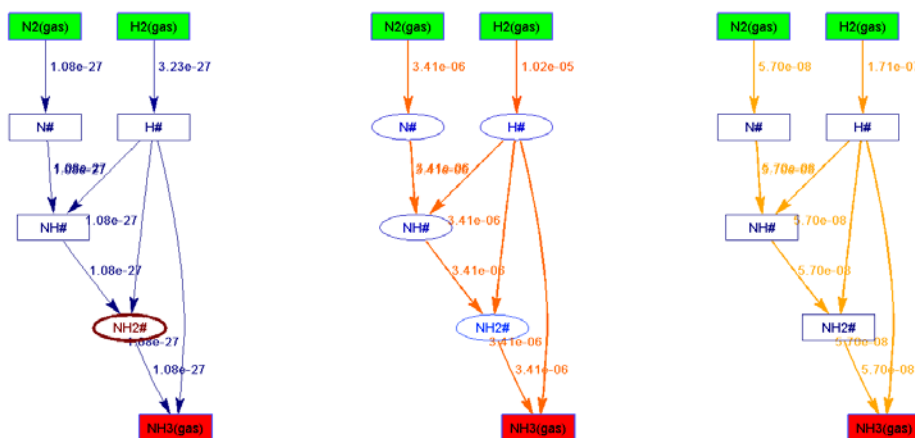 N2(gas) H2(gas) N2(gas) H2(gas) N2(gas) H2(gas)
1.08e-27 3.23e-27 3.41e-06 1.02e-05 5.70e-08
N# H# N# H# N# H#
1.08e-27 3.41e-06 5.70e-08
NH# 1.08e-27 NH# 3.41e-06 NH# 5.70e-08
1.08e-27 3.41e-06 5.70e-08
NH2# NH2# NH2#
1.08e-27 3.41e-06 5.70e-08
1.08e-27 3.41e-06 5.70e-08
NH3(gas) NH3(gas) NH3(gas)